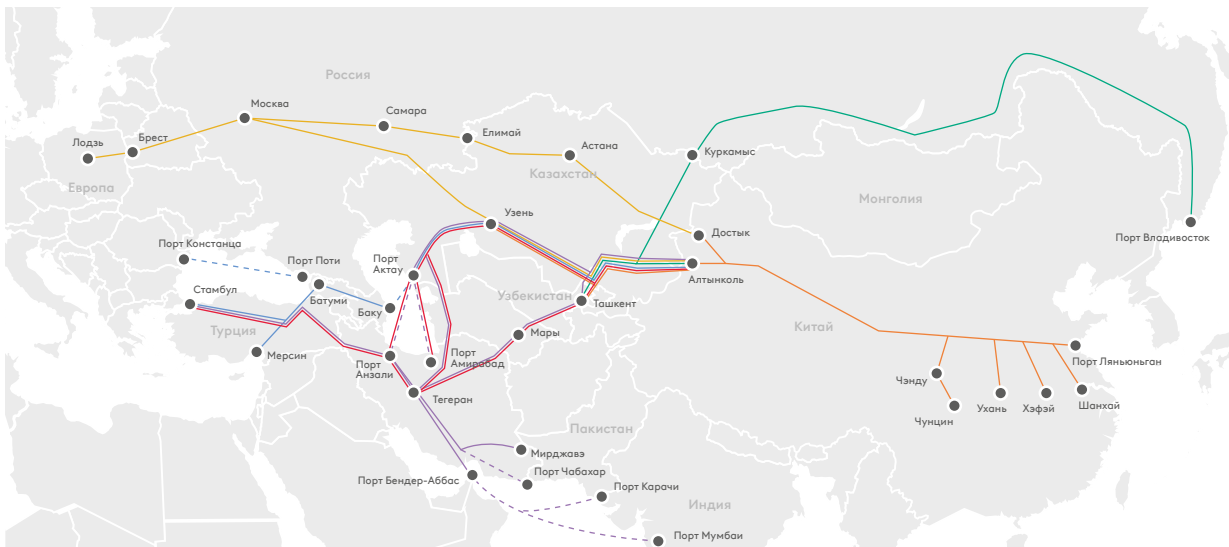 Россия
Москва
Самара
Елимай
Брест
Лодзь
Астана
Куркамыс
Казахстан
Европа
Монголия
Узень
Достык
Порт Владивосток
Порт Констанца
Порт Поти
Порт
Актау
Алтынколь
Стамбул
Батуми
Баку
Узбекистан
Ташкент
Турция
Китай
Мары
Мерсин
Порт
Анзали
Порт
Амирабад
Порт Ляньюньган
Чэнду
Тегеран
Чунцин
Ухань
Хэфэй
Шанхай
Пакистан
Мирджавэ
Порт Чабахар
Порт Бендер-Аббас
Порт Карачи
Индия
Порт Мумбаи